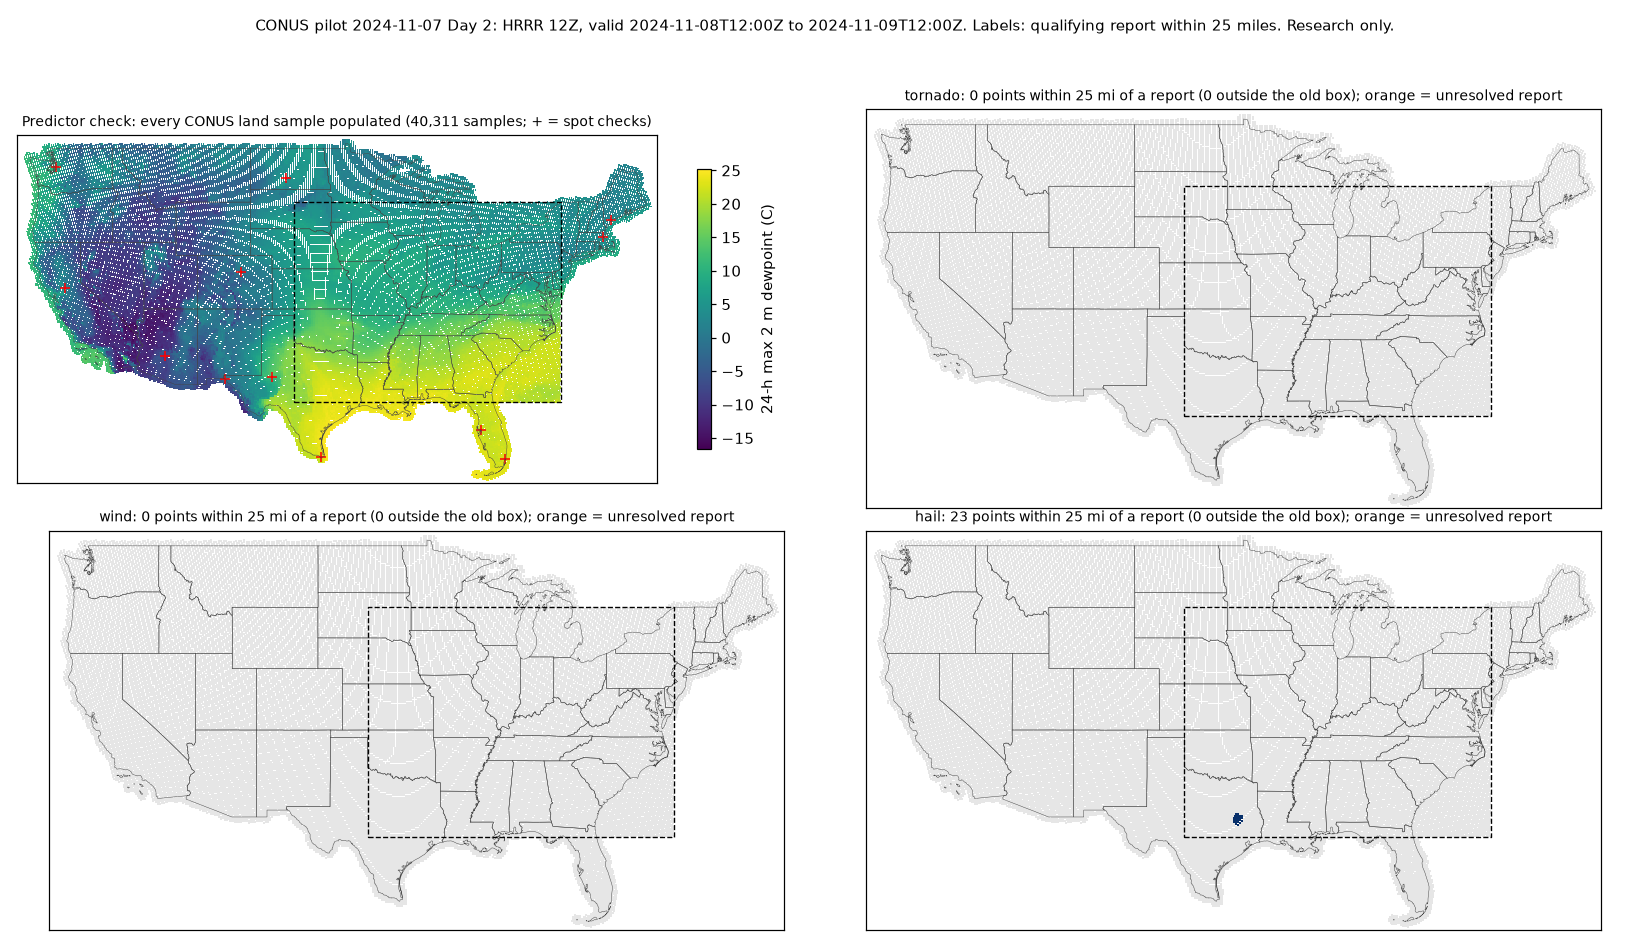 CONUS pilot 2024-11-07 Day 2: HRRR 12Z, valid 2024-11-08T12:00Z to 2024-11-09T12:00Z. Labels: qualifying report within 25 miles. Research only.
Predictor check: every CONUS land sample populated (40,311 samples; + = spot checks)
25
20
15
10
5
0
−5
−10
−15
24-h max 2 m dewpoint (C)
tornado: 0 points within 25 mi of a report (0 outside the old box); orange = unresolved report
wind: 0 points within 25 mi of a report (0 outside the old box); orange = unresolved report
hail: 23 points within 25 mi of a report (0 outside the old box); orange = unresolved report